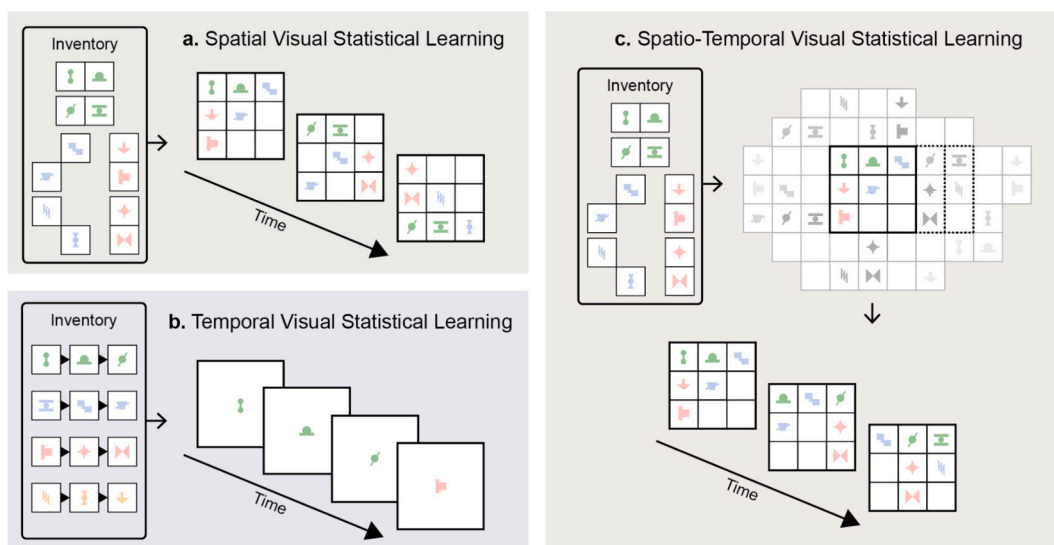 Inventory
a. Spatial Visual Statistical Learning
Time
Inventory
b. Temporal Visual Statistical Learning
Time
c. Spatio-Temporal Visual Statistical Learning
Inventory
Time